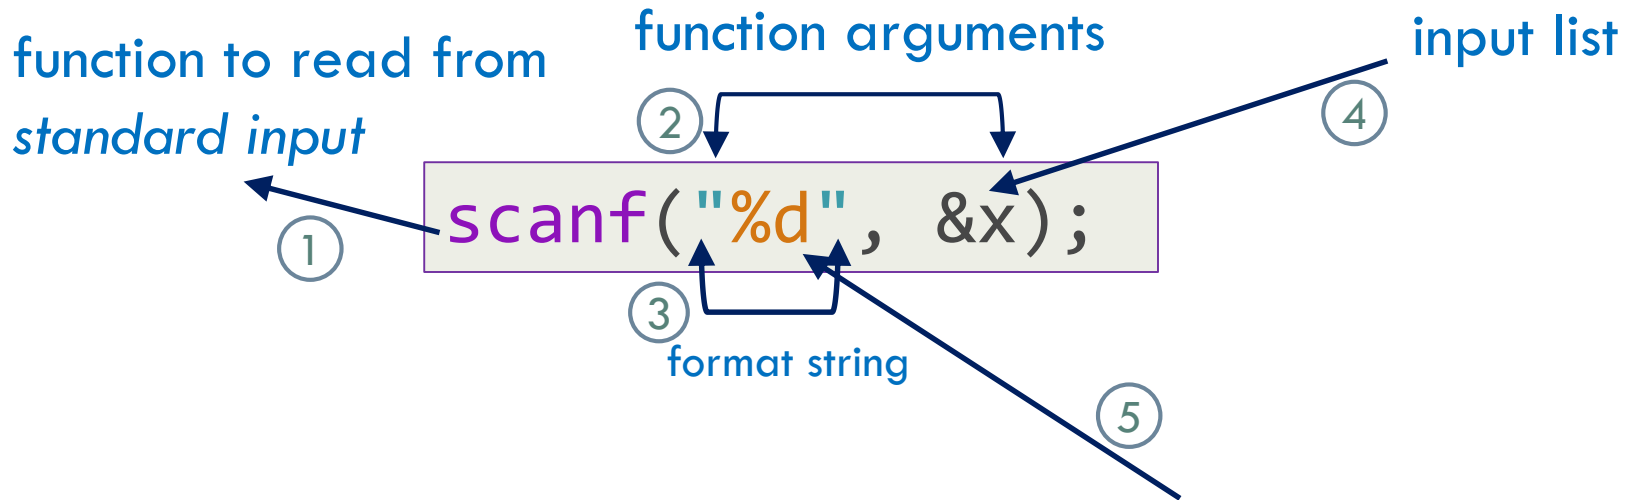 function to read from
standard input
function arguments
input list
2
4
scanf("%d", &x);
1
3
format string
5